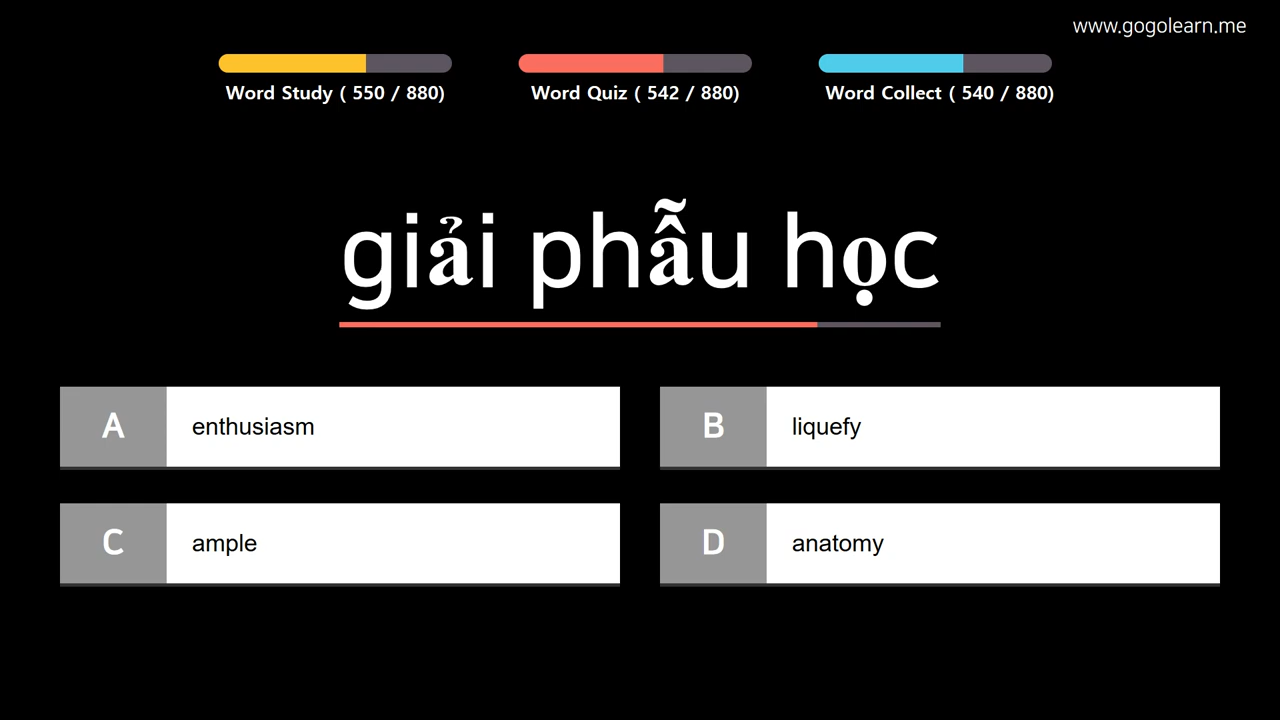 www.gogolearn.me
Word Study ( 550 / 880)
Word Quiz ( 542 / 880)
Word Collect ( 540 / 880)
giải phẫu học
A enthusiasm
B liquefy
C ample
D anatomy